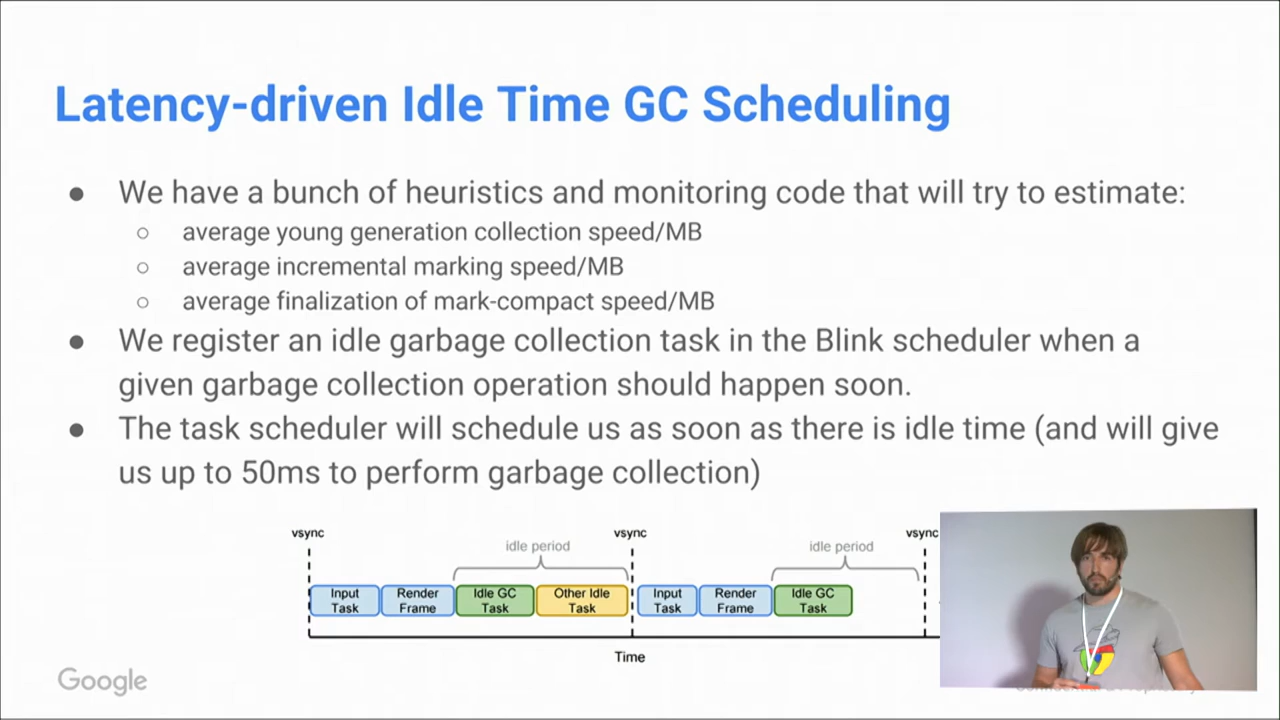 Latency-driven Idle Time GC Scheduling
● We have a bunch of heuristics and monitoring code that will try to estimate:
○ average young generation collection speed/MB
○ average incremental marking speed/MB
○ average finalization of mark-compact speed/MB
● We register an idle garbage collection task in the Blink scheduler when a
given garbage collection operation should happen soon.
● The task scheduler will schedule us as soon as there is idle time (and will give
us up to 50ms to perform garbage collection)
vsync
vsync
vsync
idle period
idle period
Input
Task
Render
Frame
Idle GC
Task
Other Idle
Task
Input
Task
Render
Frame
Idle GC
Task
Time
Google